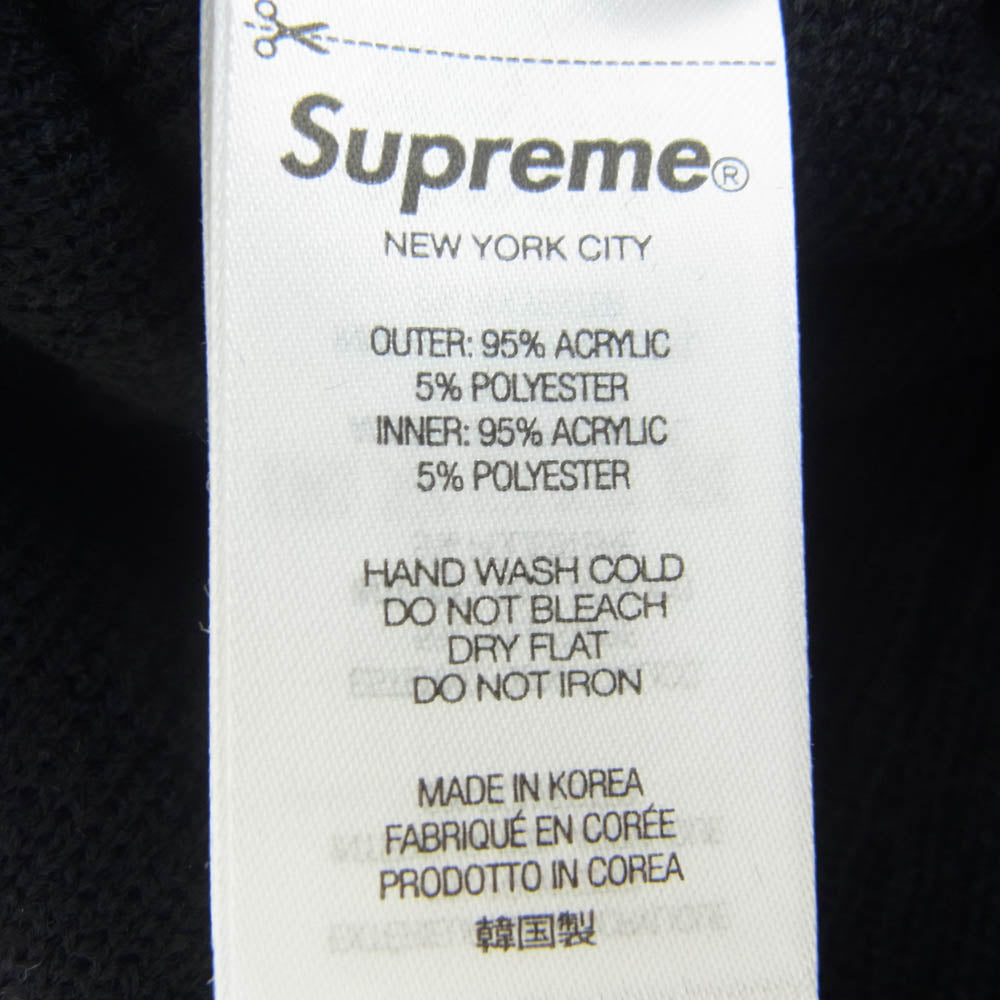 Supreme®
NEW YORK CITY
OUTER: 95% ACRYLIC
5% POLYESTER
INNER: 95% ACRYLIC
5% POLYESTER
HAND WASH COLD
DO NOT BLEACH
DRY FLAT
DO NOT IRON
MADE IN KOREA
FABRIQUÉ EN CORÉE
PRODOTTO IN COREA
韓国製